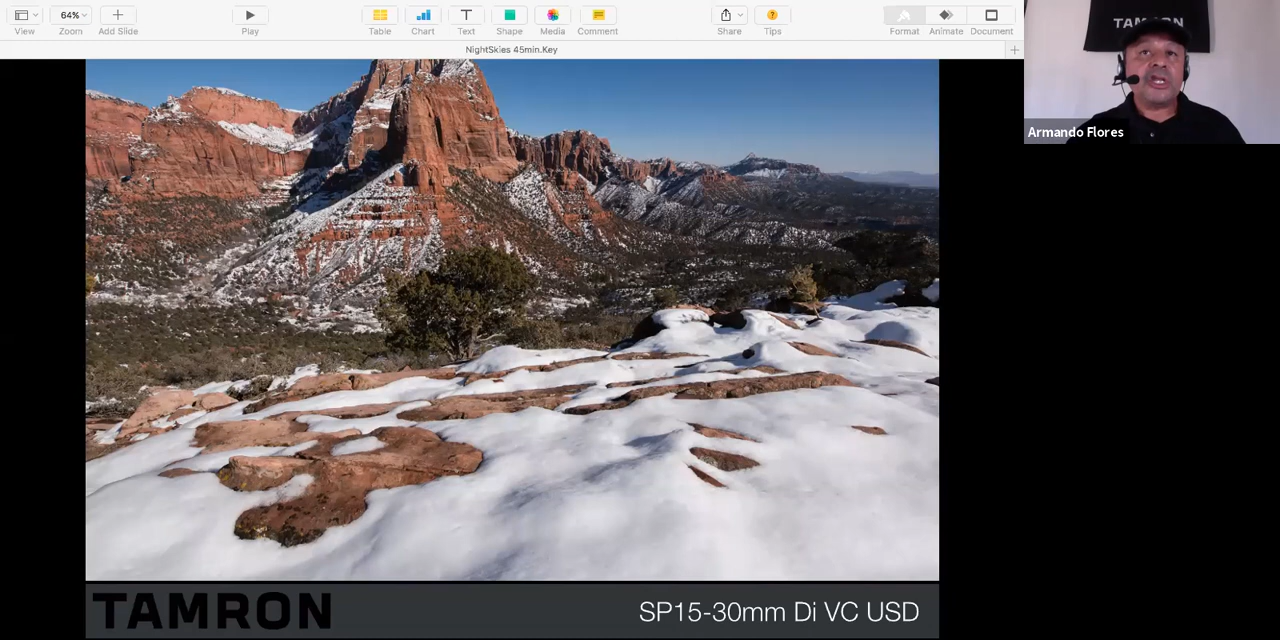 64%
View
Zoom
Add Slide
Play
Table
Chart
Text
Shape
Media
Comment
Share
Tips
Format
Animate
Document
NightSkies 45min.Key
TAMRON
Armando Flores
TAMRON
SP15-30mm Di VC USD